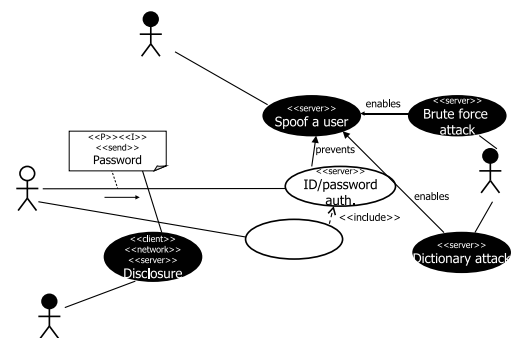 <<server>>
Spoof a user
enables
<<server>>
Brute force
attack
<<P>><<I>>
<<send>>
Password
prevents
<<server>>
ID/password
auth.
enables
<<include>>
<<client>>
<<network>>
<<server>>
Disclosure
<<server>>
Dictionary attack